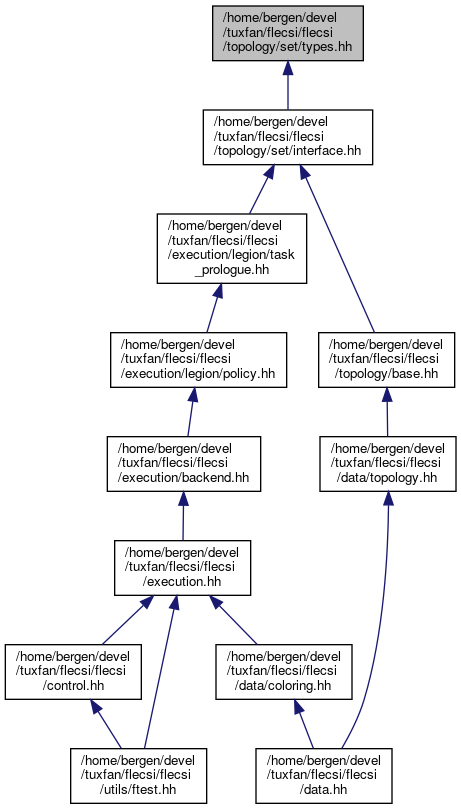 /home/bergen/devel
/tuxfan/flecsi/flecsi
/topology/set/types.hh
/home/bergen/devel
/tuxfan/flecsi/flecsi
/topology/set/interface.hh
/home/bergen/devel
/tuxfan/flecsi/flecsi
/execution/legion/task
_prologue.hh
/home/bergen/devel
/tuxfan/flecsi/flecsi
/execution/legion/policy.hh
/home/bergen/devel
/tuxfan/flecsi/flecsi
/topology/base.hh
/home/bergen/devel
/tuxfan/flecsi/flecsi
/execution/backend.hh
/home/bergen/devel
/tuxfan/flecsi/flecsi
/data/topology.hh
/home/bergen/devel
/tuxfan/flecsi/flecsi
/execution.hh
/home/bergen/devel
/tuxfan/flecsi/flecsi
/control.hh
/home/bergen/devel
/tuxfan/flecsi/flecsi
/data/coloring.hh
/home/bergen/devel
/tuxfan/flecsi/flecsi
/utils/ftest.hh
/home/bergen/devel
/tuxfan/flecsi/flecsi
/data.hh